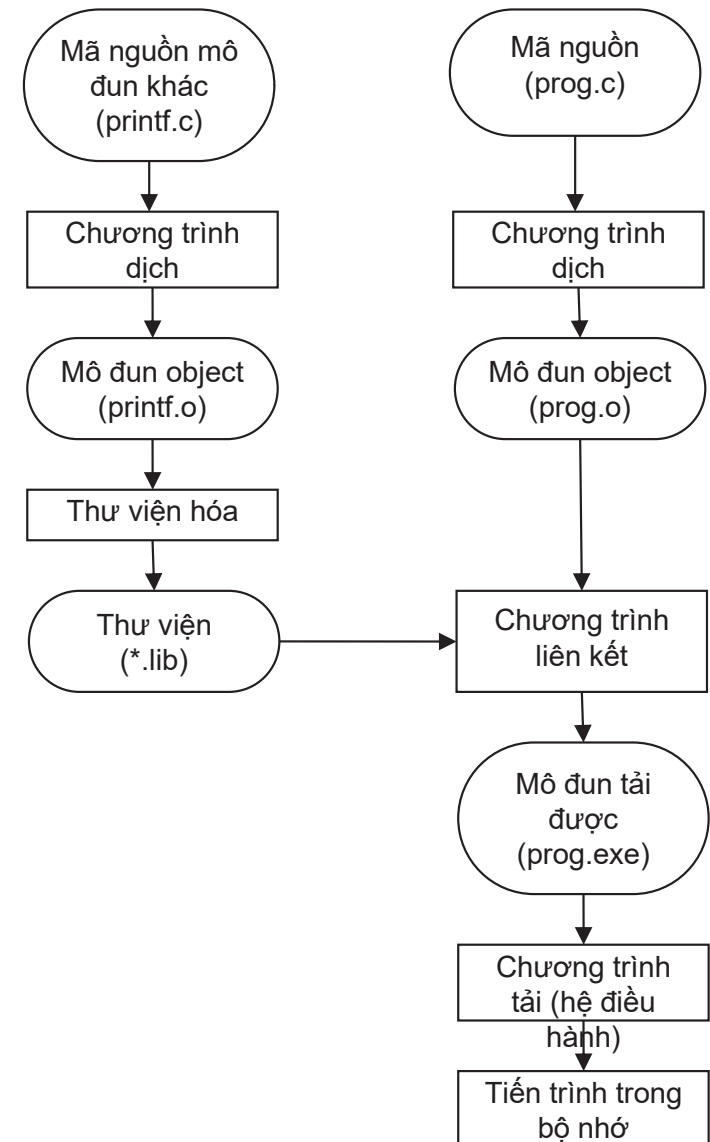 Mã nguồn mô
đun khác
(printf.c)
Chương trình
dịch
Mô đun object
(printf.o)
Thư viện hóa
Thư viện
(*.lib)
Mã nguồn
(prog.c)
Chương trình
dịch
Mô đun object
(prog.o)
Chương trình
liên kết
Mô đun tải
được
(prog.exe)
Chương trình
tải (hệ điều
hành)
Tiến trình trong
bộ nhớ